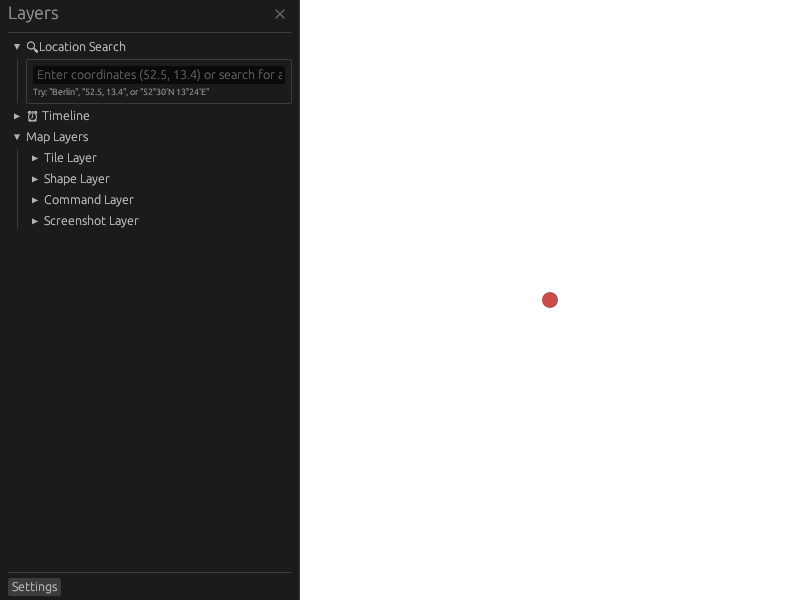 Layers
Location Search
Enter coordinates (52.5, 13.4) or search for a
Try: "Berlin", "52.5, 13.4", or "52°30'N 13°24'E"
Timeline
Map Layers
Tile Layer
Shape Layer
Command Layer
Screenshot Layer
Settings